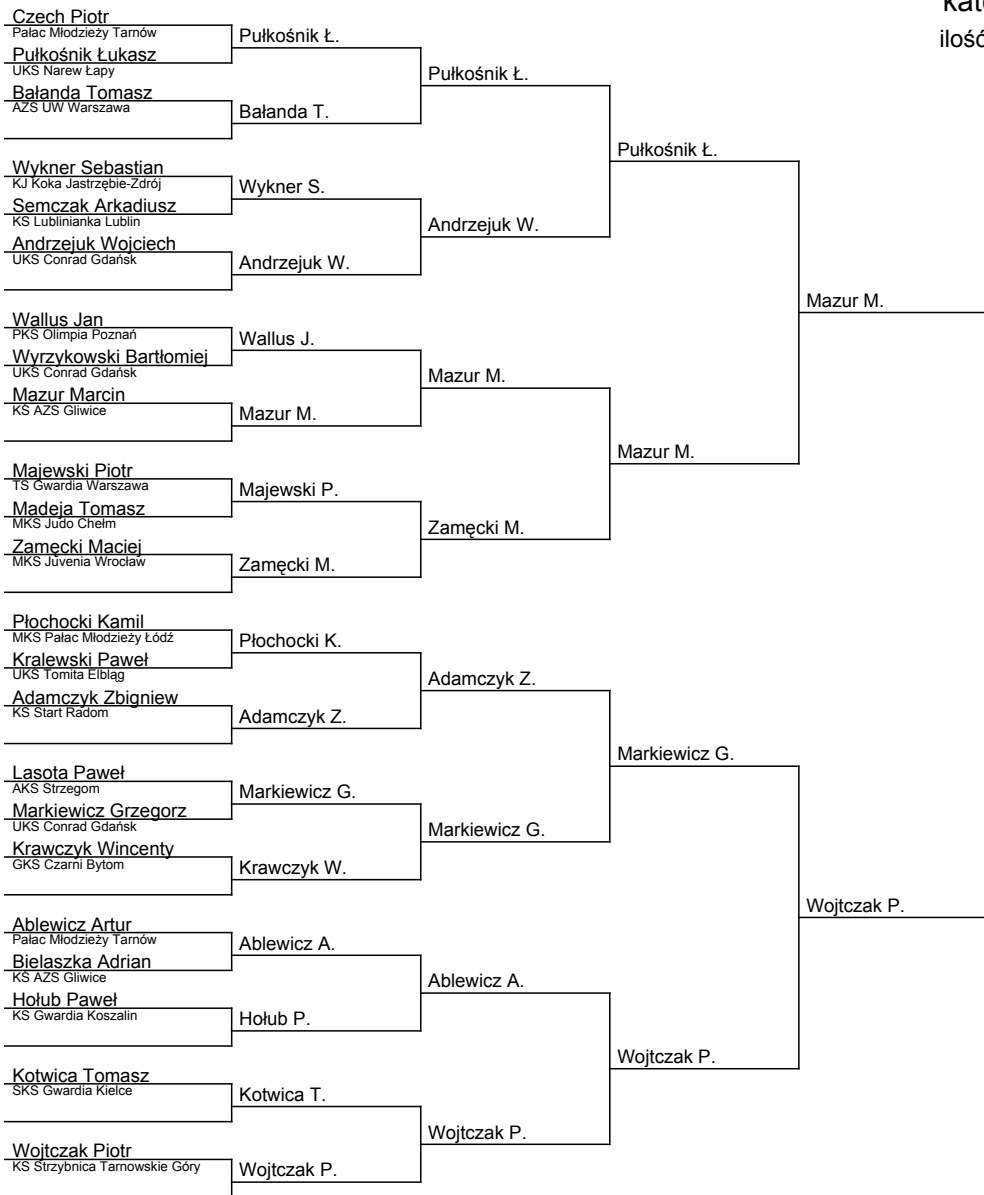 kat
ilość
Czech Piotr
Pałac Młodzieży Tarnów
Pułkośnik Łukasz
UKS Narew Łapy
Bałanda Tomasz
AZS UW Warszawa
Wykner Sebastian
KJ Koka Jastrzębie-Zdrój
Semczak Arkadiusz
KS Lublinianka Lublin
Andrzejuk Wojciech
UKS Conrad Gdańsk
Wallus Jan
PKS Olimpia Poznań
Wyrzykowski Bartłomiej
UKS Conrad Gdańsk
Mazur Marcin
KS AZS Gliwice
Majewski Piotr
TS Gwardia Warszawa
Madeja Tomasz
MKS Judo Chełm
Zamęcki Maciej
MKS Juvenia Wrocław
Płochocki Kamil
MKS Pałac Młodzieży Łódź
Kralewski Paweł
UKS Tomita Elbląg
Adamczyk Zbigniew
KS Start Radom
Lasota Paweł
AKS Strzegom
Markiewicz Grzegorz
UKS Conrad Gdańsk
Krawczyk Wincenty
GKS Czarni Bytom
Ablewicz Artur
Pałac Młodzieży Tarnów
Bielaszka Adrian
KS AZS Gliwice
Hołub Paweł
KS Gwardia Koszalin
Kotwica Tomasz
SKS Gwardia Kielce
Wojtczak Piotr
KS Strzybnica Tarnowskie Góry
Pułkośnik Ł.
Bałanda T.
Wykner S.
Andrzejuk W.
Wallus J.
Mazur M.
Majewski P.
Zamęcki M.
Płochocki K.
Adamczyk Z.
Markiewicz G.
Krawczyk W.
Ablewicz A.
Hołub P.
Kotwica T.
Wojtczak P.
Pułkośnik Ł.
Andrzejuk W.
Mazur M.
Zamęcki M.
Adamczyk Z.
Markiewicz G.
Ablewicz A.
Wojtczak P.
Pułkośnik Ł.
Mazur M.
Markiewicz G.
Wojtczak P.
Mazur M.
Wojtczak P.